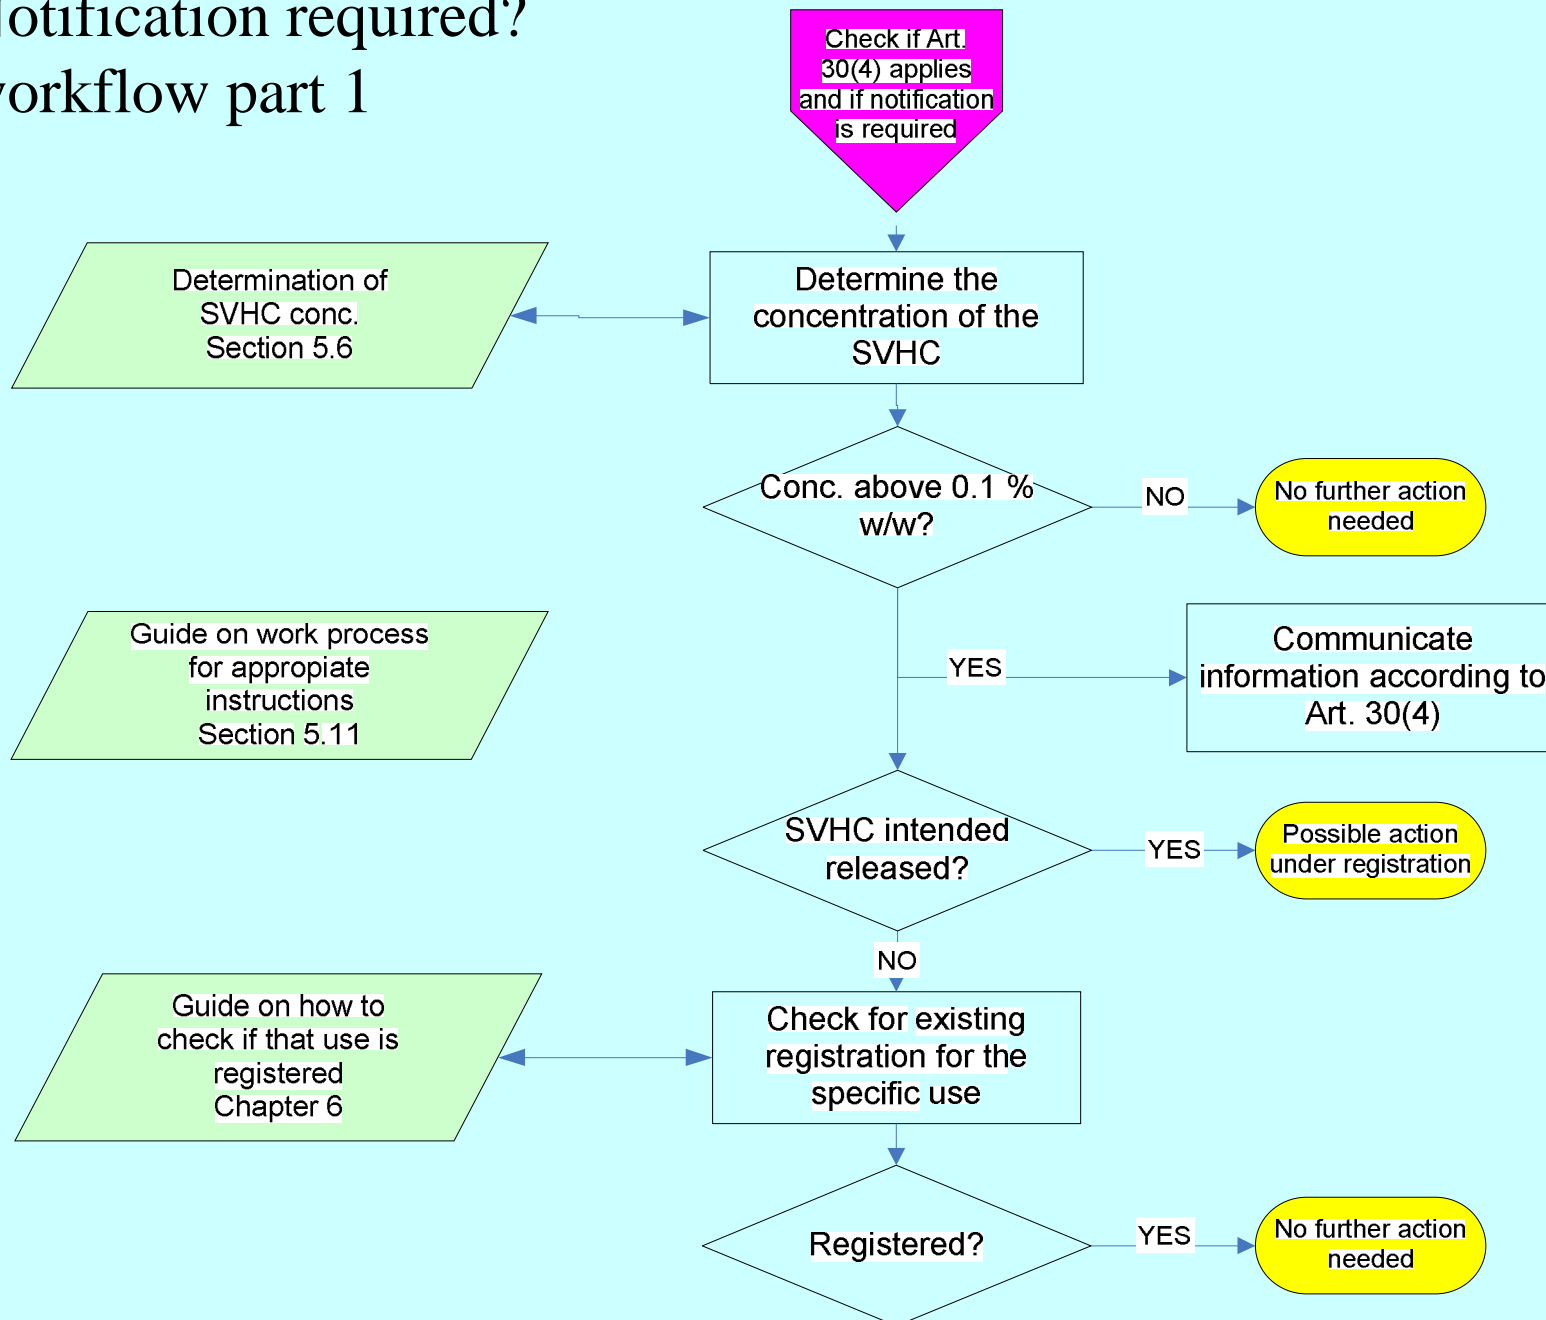 otification required?
orkflow part 1
Check if Art.
30(4) applies
and if notification
is required
Determination of
SVHC conc.
Section 5.6
Determine the
concentration of the
SVHC
Conc. above 0.1 %
w/w?
NO
No further action
needed
Guide on work process
for appropiate
instructions
Section 5.11
YES
Communicate
information according to
Art. 30(4)
SVHC intended
released?
YES
Possible action
under registration
NO
Guide on how to
check if that use is
registered
Chapter 6
Check for existing
registration for the
specific use
Registered?
YES
No further action
needed